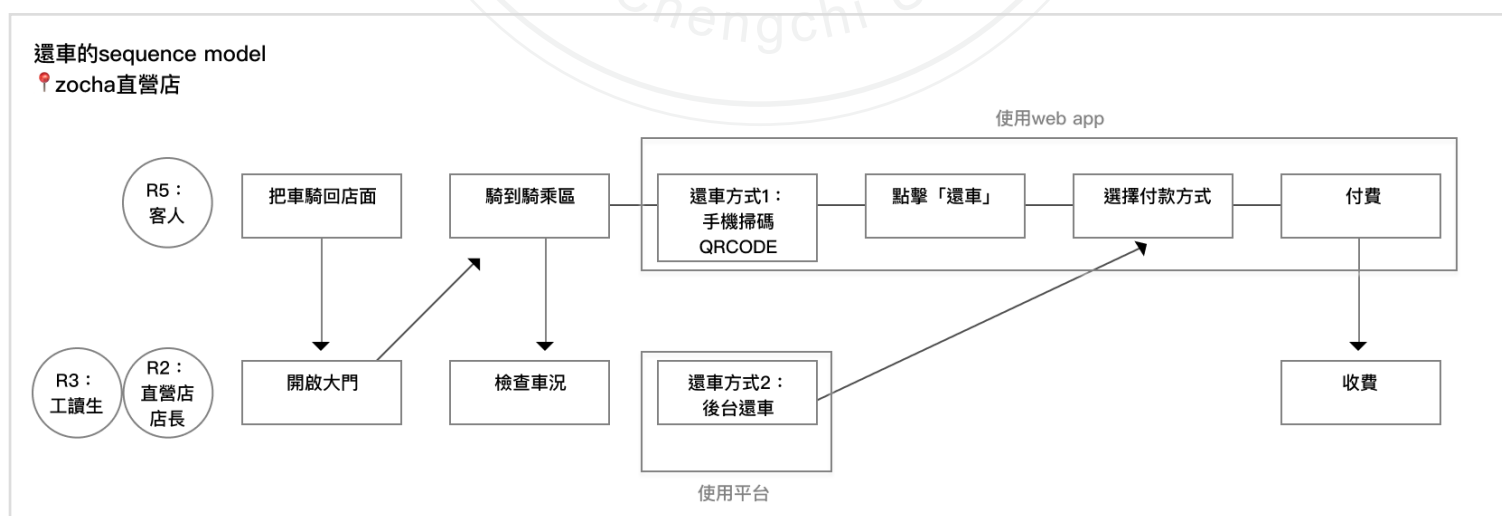 Chengchi U
還車的sequence model
📍zocha直營店
使用web app
R5：
客人
把車騎回店面
騎到騎乘區
還車方式1：
手機掃碼
QRCODE
點擊「還車」
選擇付款方式
付費
R3：
工讀生
R2：
直營店
店長
開啟大門
檢查車況
還車方式2：
後台還車
收費
使用平台